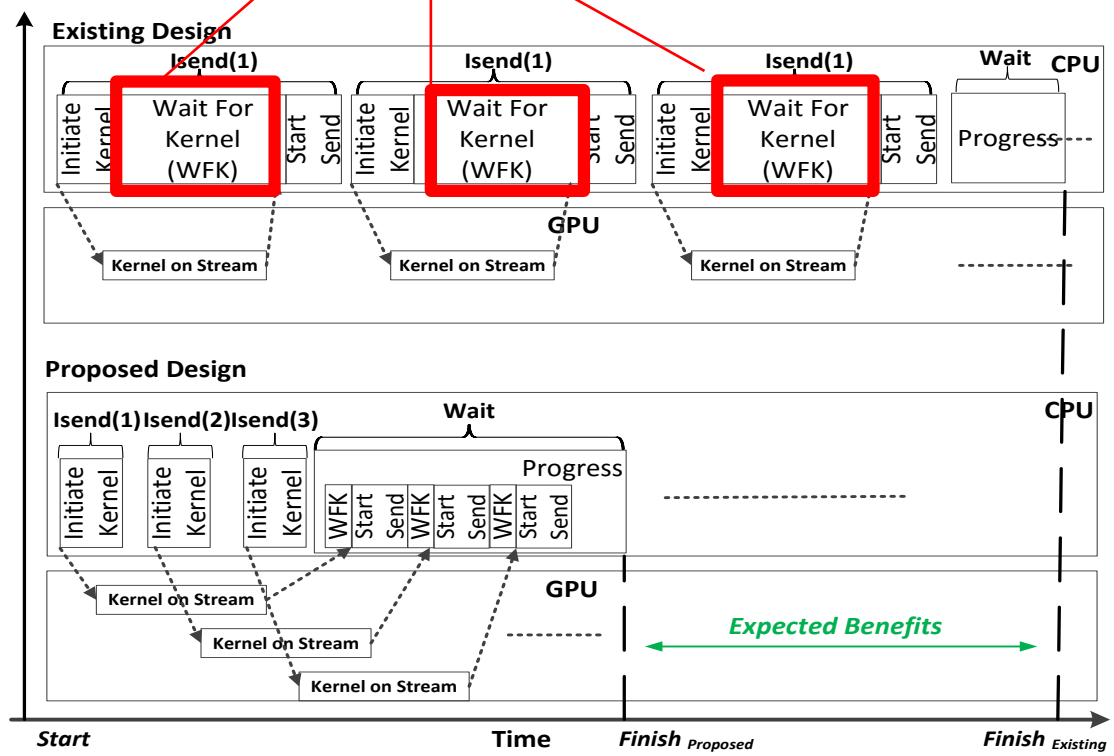 Existing Design
Isend(1)
Isend(1)
Isend(1)
Wait
CPU
Initiate
Kernel
Wait For
Kernel
(WFK)
Start
Send
Initiate
Kernel
Wait For
Kernel
(WFK)
Start
Send
Initiate
Kernel
Wait For
Kernel
(WFK)
Start
Send
Progress
GPU
Kernel on Stream
Kernel on Stream
Kernel on Stream
Proposed Design
CPU
Isend(1)
Isend(2)
Isend(3)
Wait
Initiate
Kernel
Initiate
Kernel
Initiate
Kernel
Progress
WFK
Start
Send
WFK
Start
Send
WFK
Start
Send
GPU
Kernel on Stream
Kernel on Stream
Kernel on Stream
Expected Benefits
Start
Time
Finish Proposed
Finish Existing